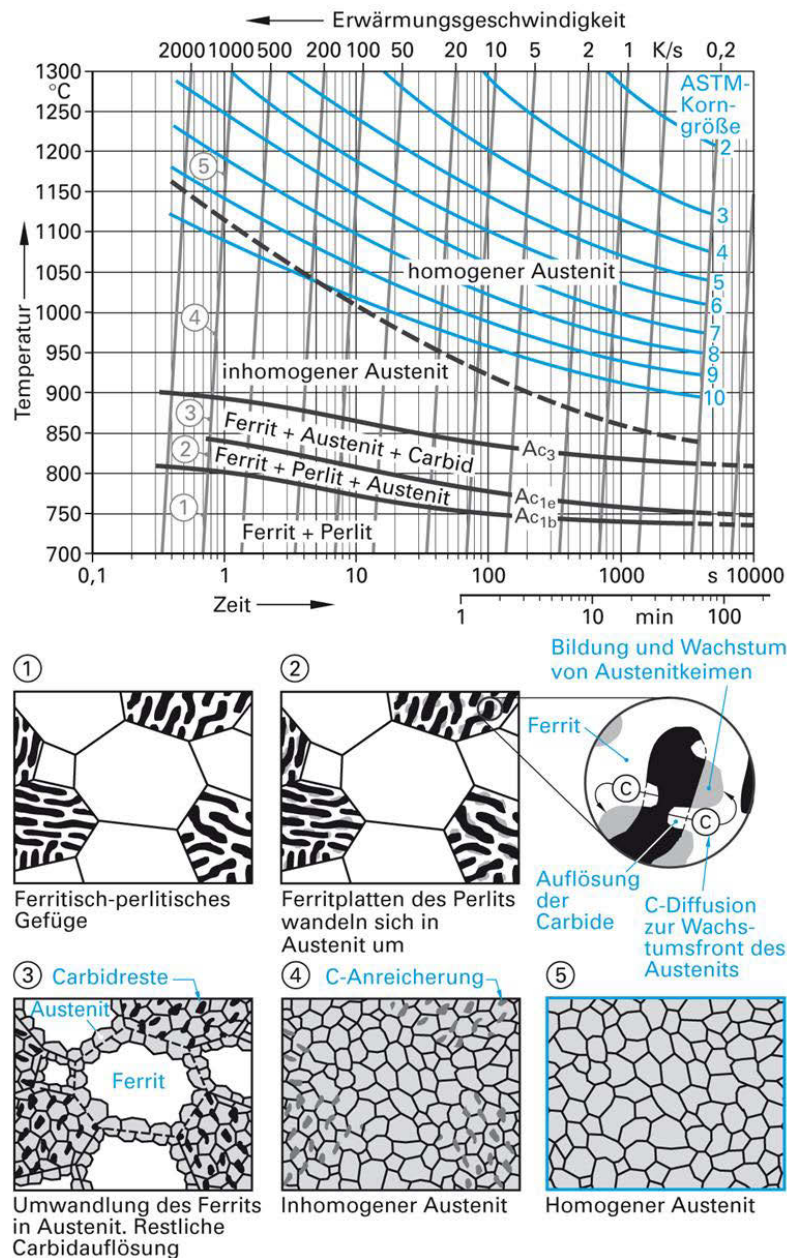 Erwärmungsgeschwindigkeit
2000 1000 500 200 100 50 20 10 5 2 1 K/s 0,2
1300
°C
1250
1200
1150
1100
1050
1000
950
900
850
800
750
700
Temperatur
ASTM-
Korn-
größe
2
3
4
5
6
7
8
9
10
5
homogener Austenit
4
inhomogener Austenit
3
Ferrit + Austenit + Carbid
Ac3
2
Ferrit + Perlit + Austenit
Ac1e
Ac1b
1
Ferrit + Perlit
0,1 1 10 100 1000 s 10000
Zeit
1 10 min 100
1
Ferritisch-perlitisches
Gefüge
2
Ferritplatten des Perlits
wandeln sich in
Austenit um
Bildung und Wachstum
von Austenitkeimen
Ferrit
C
C
Auflösung
der
Carbide
C-Diffusion
zur Wachs-
tumsfront des
Austenits
3 Carbidreste
Austenit
Ferrit
Umwandlung des Ferrits
in Austenit. Restliche
Carbidauflösung
4 C-Anreicherung
Inhomogener Austenit
5
Homogener Austenit